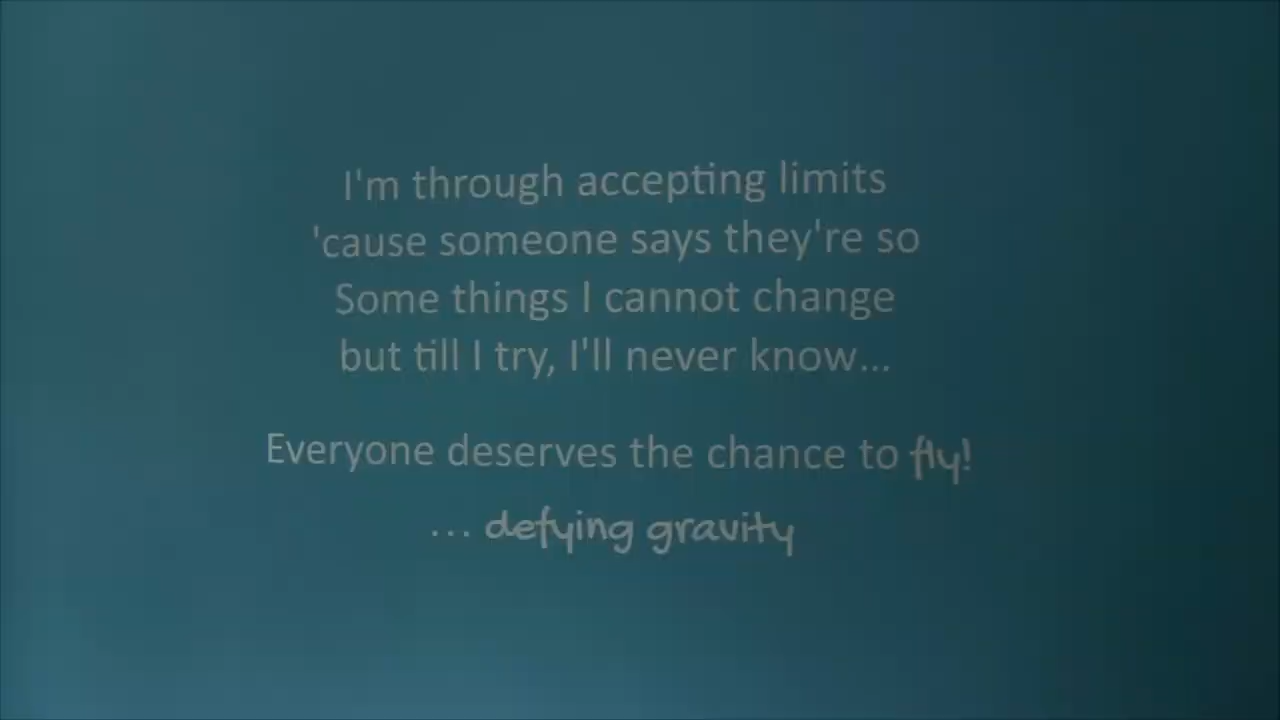 I'm through accepting limits
'cause someone says they're so
Some things I cannot change
but till I try, I'll never know...
Everyone deserves the chance to fly!
... defying gravity